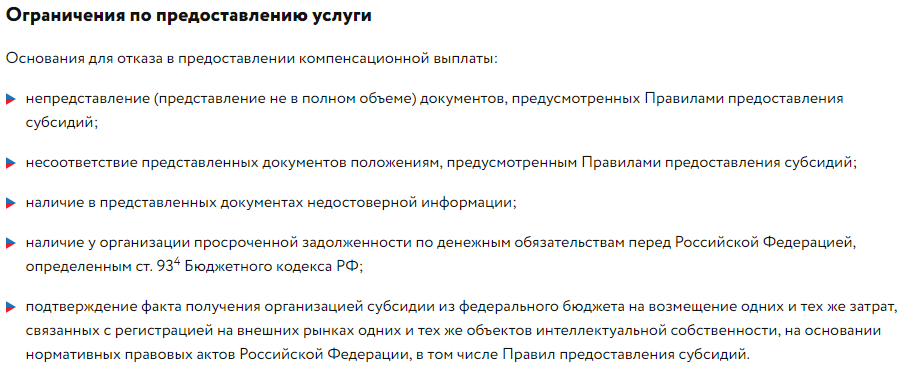 Ограничения по предоставлению услуги
Основания для отказа в предоставлении компенсационной выплаты:
непредставление (представление не в полном объеме) документов, предусмотренных Правилами предоставления
субсидий;
несоответствие представленных документов положениям, предусмотренным Правилами предоставления субсидий;
наличие в представленных документах недостоверной информации;
наличие у организации просроченной задолженности по денежным обязательствам перед Российской Федерацией,
определенным ст. 93⁴ Бюджетного кодекса РФ;
подтверждение факта получения организацией субсидии из федерального бюджета на возмещение одних и тех же затрат,
связанных с регистрацией на внешних рынках одних и тех же объектов интеллектуальной собственности, на основании
нормативных правовых актов Российской Федерации, в том числе Правил предоставления субсидий.